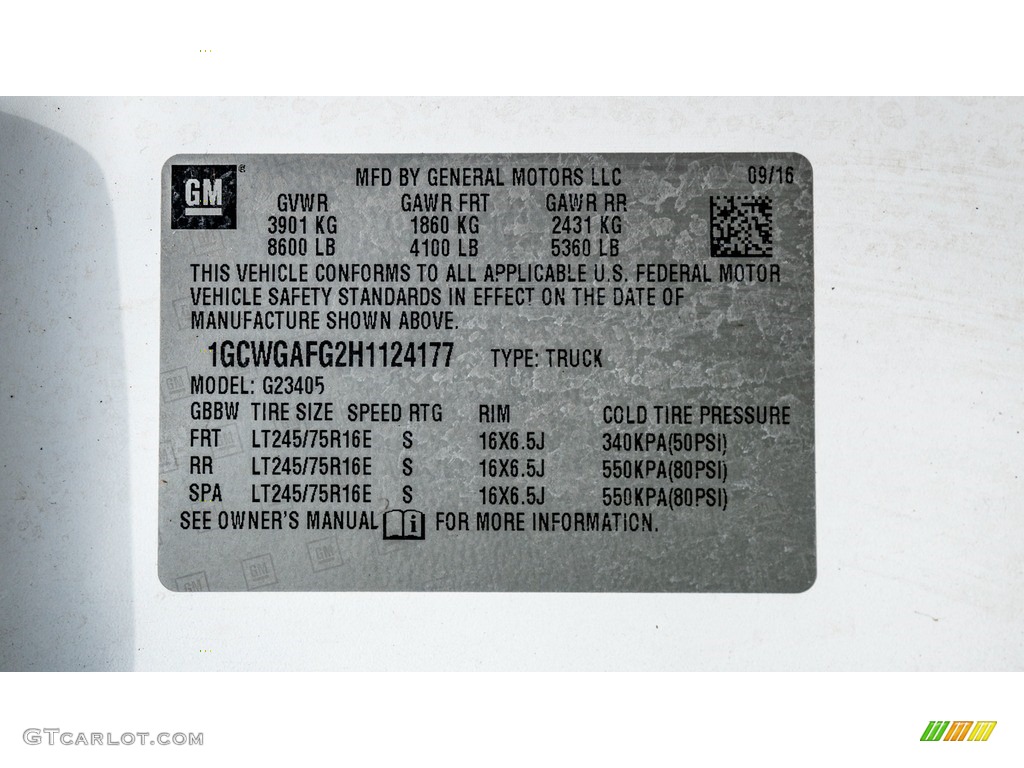 GM ®
MFD BY GENERAL MOTORS LLC 09/16
GVWR GAWR FRT GAWR RR
3901 KG 1860 KG 2431 KG
8600 LB 4100 LB 5360 LB
THIS VEHICLE CONFORMS TO ALL APPLICABLE U.S. FEDERAL MOTOR
VEHICLE SAFETY STANDARDS IN EFFECT ON THE DATE OF
MANUFACTURE SHOWN ABOVE.
1GCWGAFG2H1124177 TYPE: TRUCK
MODEL: G23405
GBBW TIRE SIZE SPEED RTG RIM COLD TIRE PRESSURE
FRT LT245/75R16E S 16X6.5J 340KPA(50PSI)
RR LT245/75R16E S 16X6.5J 550KPA(80PSI)
SPA LT245/75R16E S 16X6.5J 550KPA(80PSI)
SEE OWNER'S MANUAL i FOR MORE INFORMATION.
GM GM GM
GTCARLOT.COM